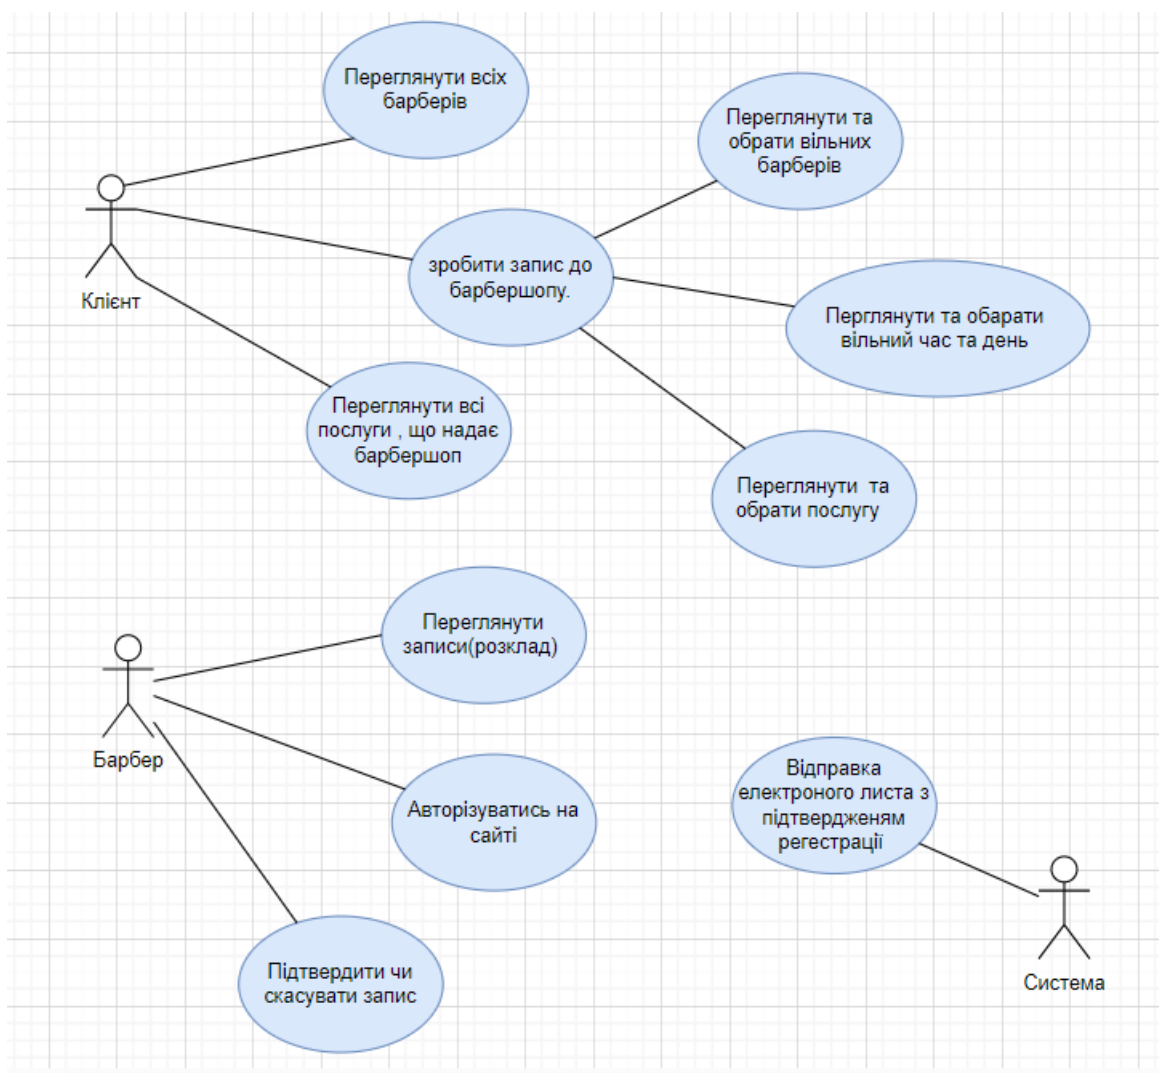 Переглянути всіх
барберів
Переглянути та
обрати вільних
барберів
Клієнт
зробити запис до
барбершопу.
Перглянути та обарати
вільний час та день
Переглянути всі
послуги , що надає
барбершоп
Переглянути та
обрати послугу
Переглянути
записи(розклад)
Барбер
Авторізуватись на
сайті
Відправка
електроного листа з
підтвердженям
регестрації
Підтвердити чи
скасувати запис
Система